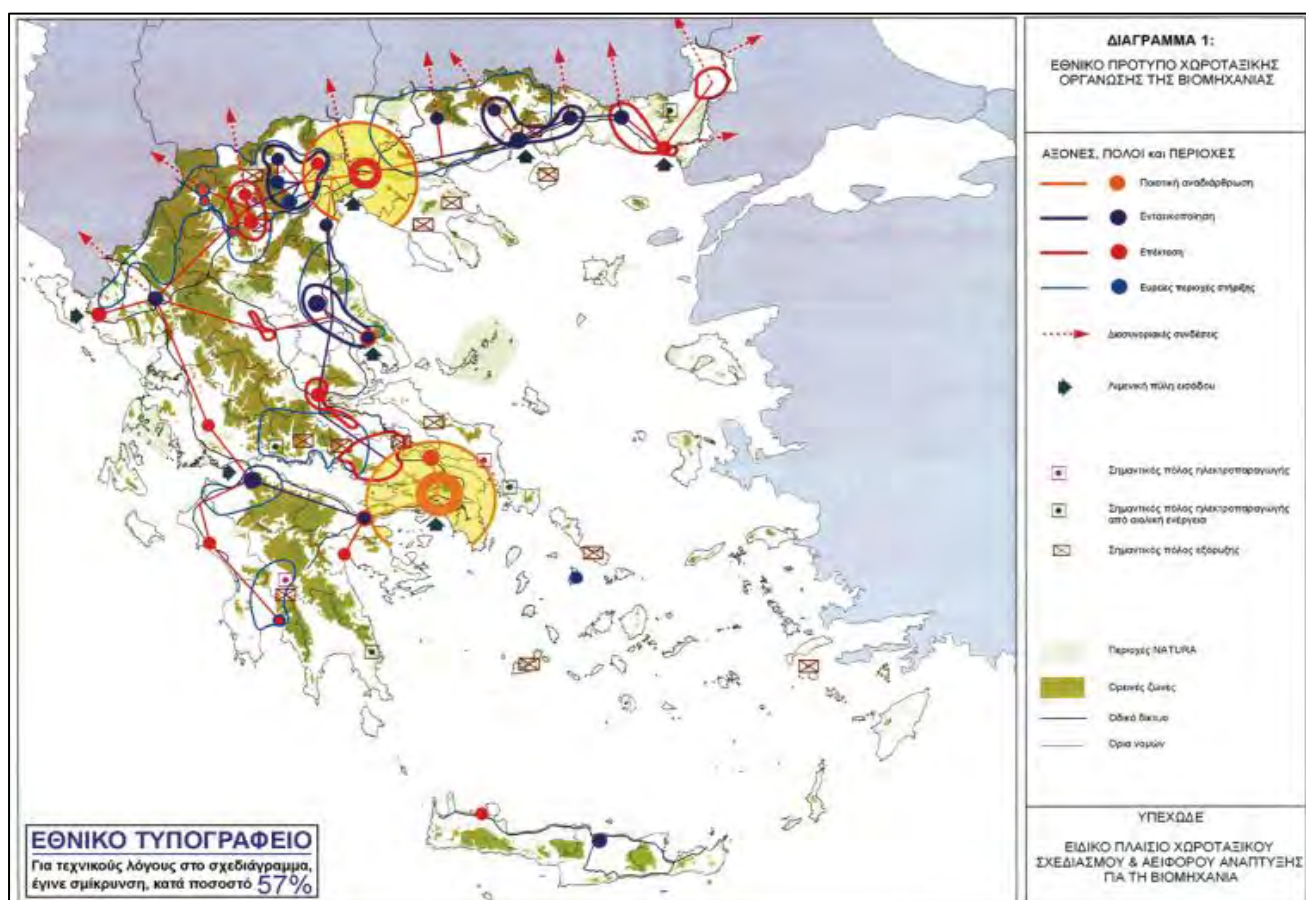 ΔΙΑΓΡΑΜΜΑ 1:
ΕΘΝΙΚΟ ΠΡΟΤΥΠΟ ΧΩΡΟΤΑΞΙΚΗΣ
ΟΡΓΑΝΩΣΗΣ ΤΗΣ ΒΙΟΜΗΧΑΝΙΑΣ
ΑΞΟΝΕΣ, ΠΟΛΟΙ και ΠΕΡΙΟΧΕΣ
Ποιοτική αναδιάρθρωση
Εντατικοποίηση
Επέκταση
Ευρείες περιοχές στήριξης
Διασυνοριακές συνδέσεις
Λιμενική πύλη εισόδου
Σημαντικός πόλος ηλεκτροπαραγωγής
Σημαντικός πόλος ηλεκτροπαραγωγής
από αιολική ενέργεια
Σημαντικός πόλος εξόρυξης
Περιοχές NATURA
Ορεινές ζώνες
Οδικό δίκτυο
Όρια νομών
ΥΠΕΧΩΔΕ
ΕΙΔΙΚΟ ΠΛΑΙΣΙΟ ΧΩΡΟΤΑΞΙΚΟΥ
ΣΧΕΔΙΑΣΜΟΥ & ΑΕΙΦΟΡΟΥ ΑΝΑΠΤΥΞΗΣ
ΓΙΑ ΤΗ ΒΙΟΜΗΧΑΝΙΑ
ΕΘΝΙΚΟ ΤΥΠΟΓΡΑΦΕΙΟ
Για τεχνικούς λόγους στο σχεδιάγραμμα,
έγινε σμίκρυνση, κατά ποσοστό 57%